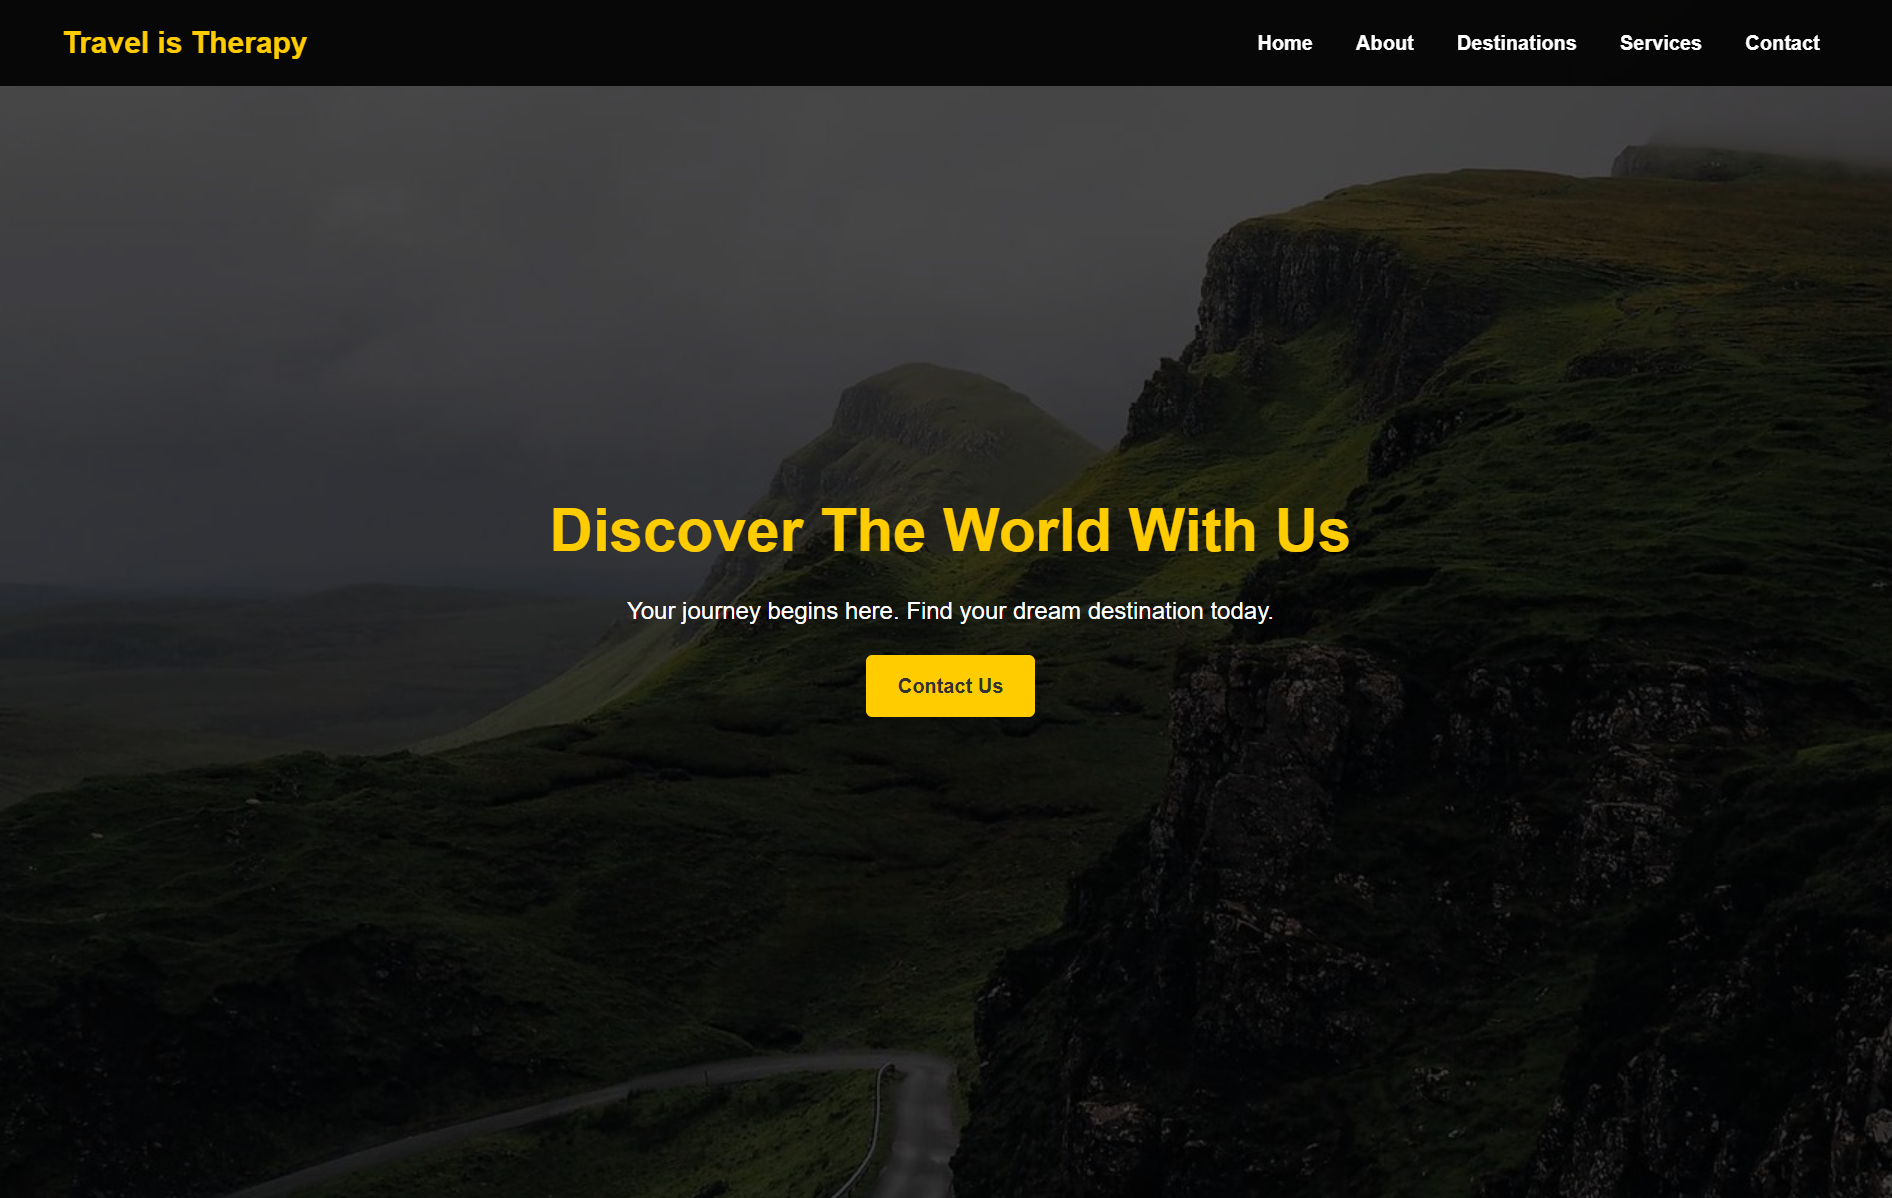 Travel is Therapy
Home About Destinations Services Contact
Discover The World With Us
Your journey begins here. Find your dream destination today.
Contact Us